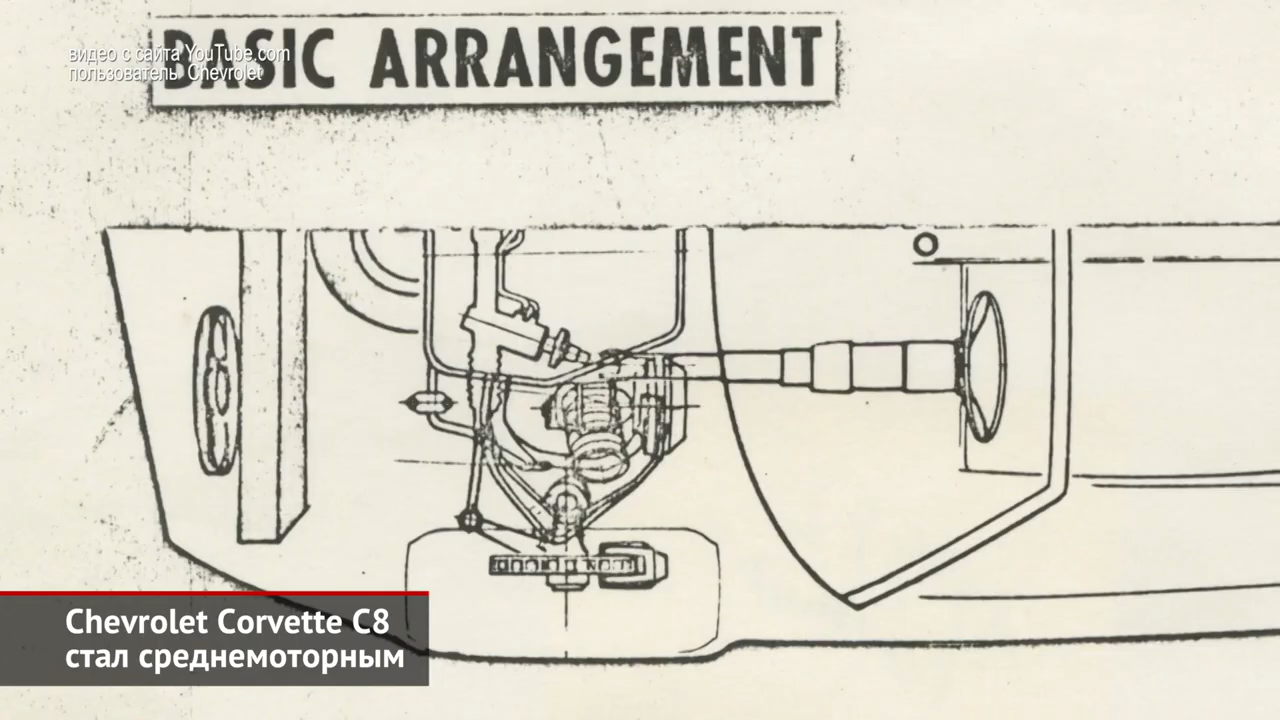 BASIC ARRANGEMENT
видео с сайта YouTube.com
пользователь Chevrolet
Chevrolet Corvette C8
стал среднемоторным